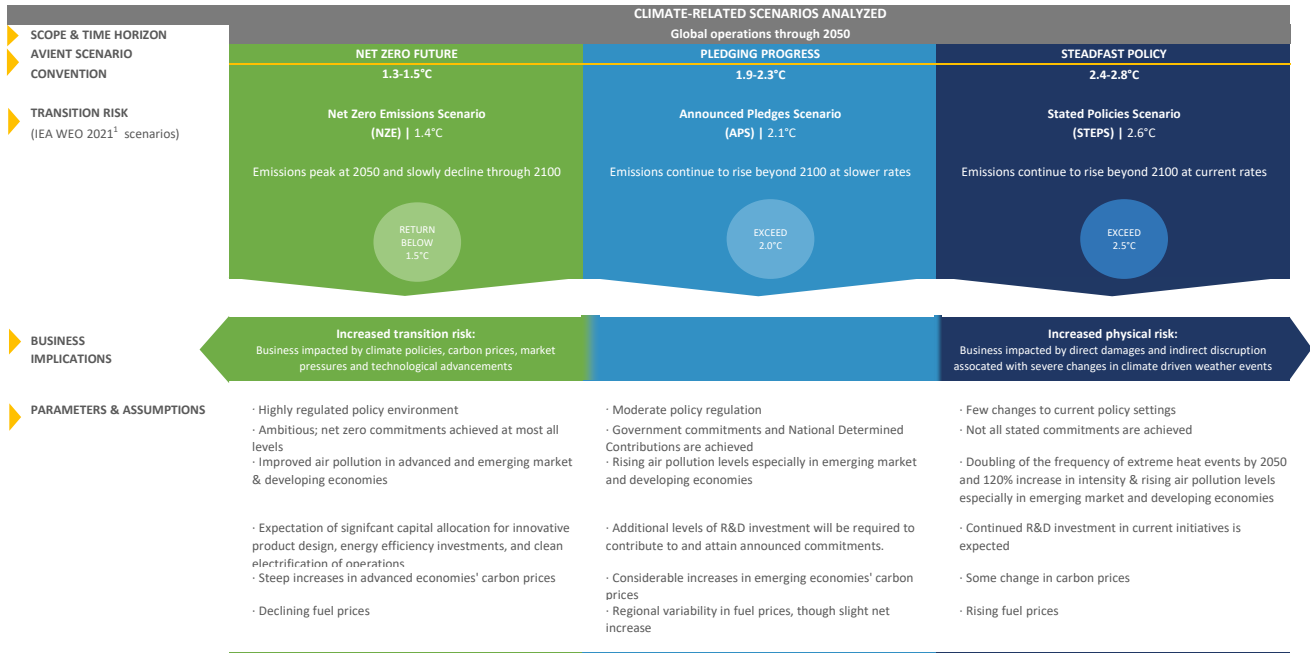 CLIMATE-RELATED SCENARIOS ANALYZED
SCOPE & TIME HORIZON
Global operations through 2050
AVIENT SCENARIO
CONVENTION
NET ZERO FUTURE
1.3-1.5°C
PLEDGING PROGRESS
1.9-2.3°C
STEADFAST POLICY
2.4-2.8°C
TRANSITION RISK
(IEA WEO 2021¹ scenarios)
Net Zero Emissions Scenario
(NZE) | 1.4°C
Emissions peak at 2050 and slowly decline through 2100
RETURN
BELOW
1.5°C
Announced Pledges Scenario
(APS) | 2.1°C
Emissions continue to rise beyond 2100 at slower rates
EXCEED
2.0°C
Stated Policies Scenario
(STEPS) | 2.6°C
Emissions continue to rise beyond 2100 at current rates
EXCEED
2.5°C
BUSINESS
IMPLICATIONS
Increased transition risk:
Business impacted by climate policies, carbon prices, market
pressures and technological advancements
Increased physical risk:
Business impacted by direct damages and indirect discruption
assocated with severe changes in climate driven weather events
PARAMETERS & ASSUMPTIONS
· Highly regulated policy environment
· Ambitious; net zero commitments achieved at most all
levels
· Improved air pollution in advanced and emerging market
& developing economies
· Expectation of signifcant capital allocation for innovative
product design, energy efficiency investments, and clean
electrification of operations
· Steep increases in advanced economies' carbon prices
· Declining fuel prices
· Moderate policy regulation
· Government commitments and National Determined
Contributions are achieved
· Rising air pollution levels especially in emerging market
and developing economies
· Additional levels of R&D investment will be required to
contribute to and attain announced commitments.
· Considerable increases in emerging economies' carbon
prices
· Regional variability in fuel prices, though slight net
increase
· Few changes to current policy settings
· Not all stated commitments are achieved
· Doubling of the frequency of extreme heat events by 2050
and 120% increase in intensity & rising air pollution levels
especially in emerging market and developing economies
· Continued R&D investment in current initiatives is
expected
· Some change in carbon prices
· Rising fuel prices